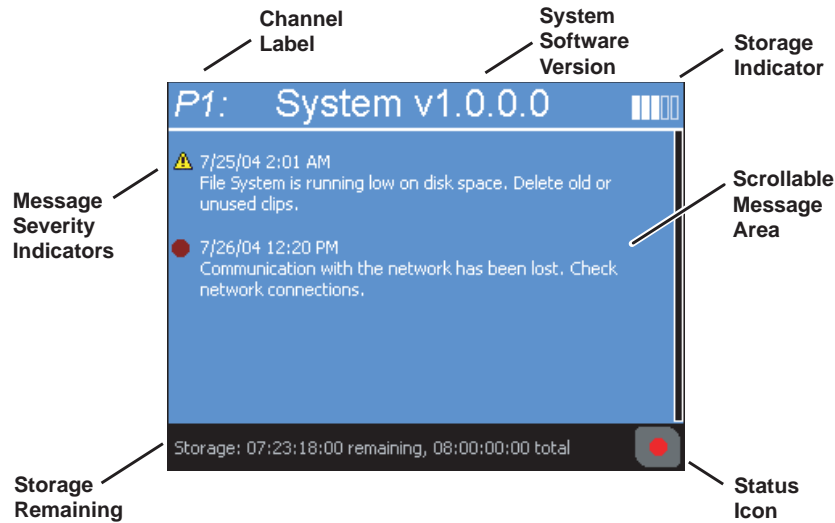 Channel
Label
System
Software
Version
Storage
Indicator
P1: System v1.0.0.0
7/25/04 2:01 AM
File System is running low on disk space. Delete old or
unused clips.
Message
Severity
Indicators
Scrollable
Message
Area
7/26/04 12:20 PM
Communication with the network has been lost. Check
network connections.
Storage: 07:23:18:00 remaining, 08:00:00:00 total
Storage
Remaining
Status
Icon